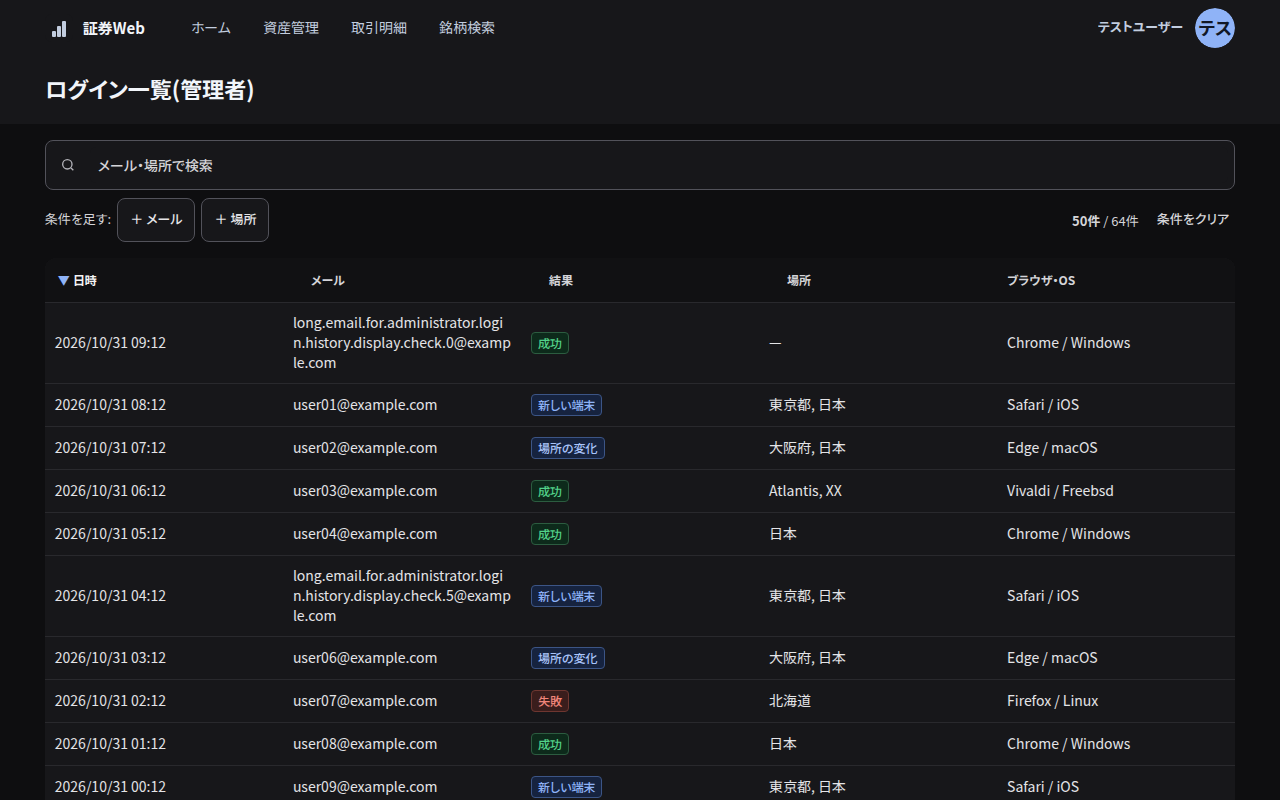 証券Web ホーム 資産管理 取引明細 銘柄検索 テストユーザー テス
ログイン一覧(管理者)
メール・場所で検索
条件を足す: ＋ メール ＋ 場所 50件 / 64件 条件をクリア
▼ 日時 メール 結果 場所 ブラウザ・OS
2026/10/31 09:12 long.email.for.administrator.logi
n.history.display.check.0@examp
le.com 成功 — Chrome / Windows
2026/10/31 08:12 user01@example.com 新しい端末 東京都, 日本 Safari / iOS
2026/10/31 07:12 user02@example.com 場所の変化 大阪府, 日本 Edge / macOS
2026/10/31 06:12 user03@example.com 成功 Atlantis, XX Vivaldi / Freebsd
2026/10/31 05:12 user04@example.com 成功 日本 Chrome / Windows
2026/10/31 04:12 long.email.for.administrator.logi
n.history.display.check.5@examp
le.com 新しい端末 東京都, 日本 Safari / iOS
2026/10/31 03:12 user06@example.com 場所の変化 大阪府, 日本 Edge / macOS
2026/10/31 02:12 user07@example.com 失敗 北海道 Firefox / Linux
2026/10/31 01:12 user08@example.com 成功 日本 Chrome / Windows
2026/10/31 00:12 user09@example.com 新しい端末 東京都, 日本 Safari / iOS